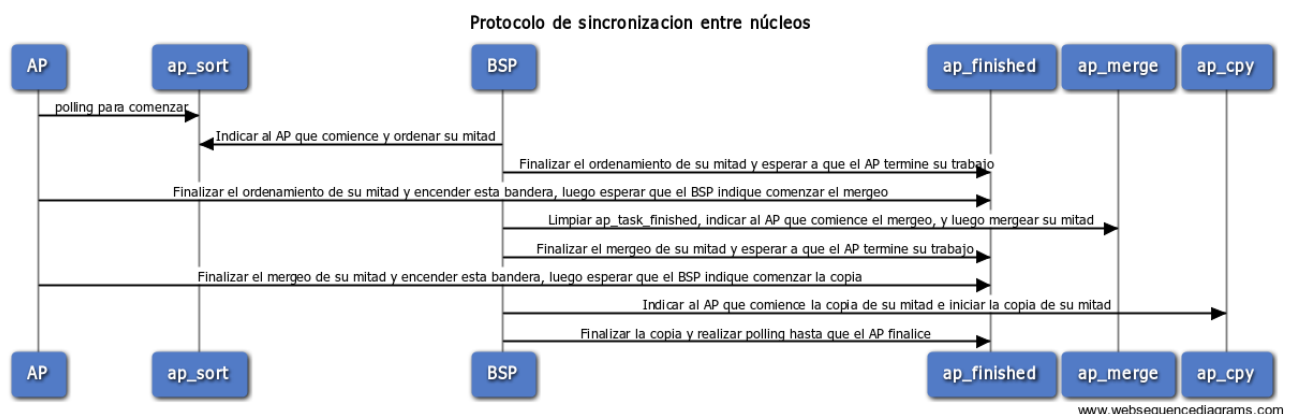 Protocolo de sincronizacion entre núcleos
AP ap_sort BSP ap_finished ap_merge ap_cpy
polling para comenzar
Indicar al AP que comience y ordenar su mitad
Finalizar el ordenamiento de su mitad y esperar a que el AP termine su trabajo
Finalizar el ordenamiento de su mitad y encender esta bandera, luego esperar que el BSP indique comenzar el mergeo
Limpiar ap_task_finished, indicar al AP que comience el mergeo, y luego mergear su mitad
Finalizar el mergeo de su mitad y esperar a que el AP termine su trabajo
Finalizar el mergeo de su mitad y encender esta bandera, luego esperar que el BSP indique comenzar la copia
Indicar al AP que comience la copia de su mitad e iniciar la copia de su mitad
Finalizar la copia y realizar polling hasta que el AP finalice
AP ap_sort BSP ap_finished ap_merge ap_cpy
www.websequencediagrams.com